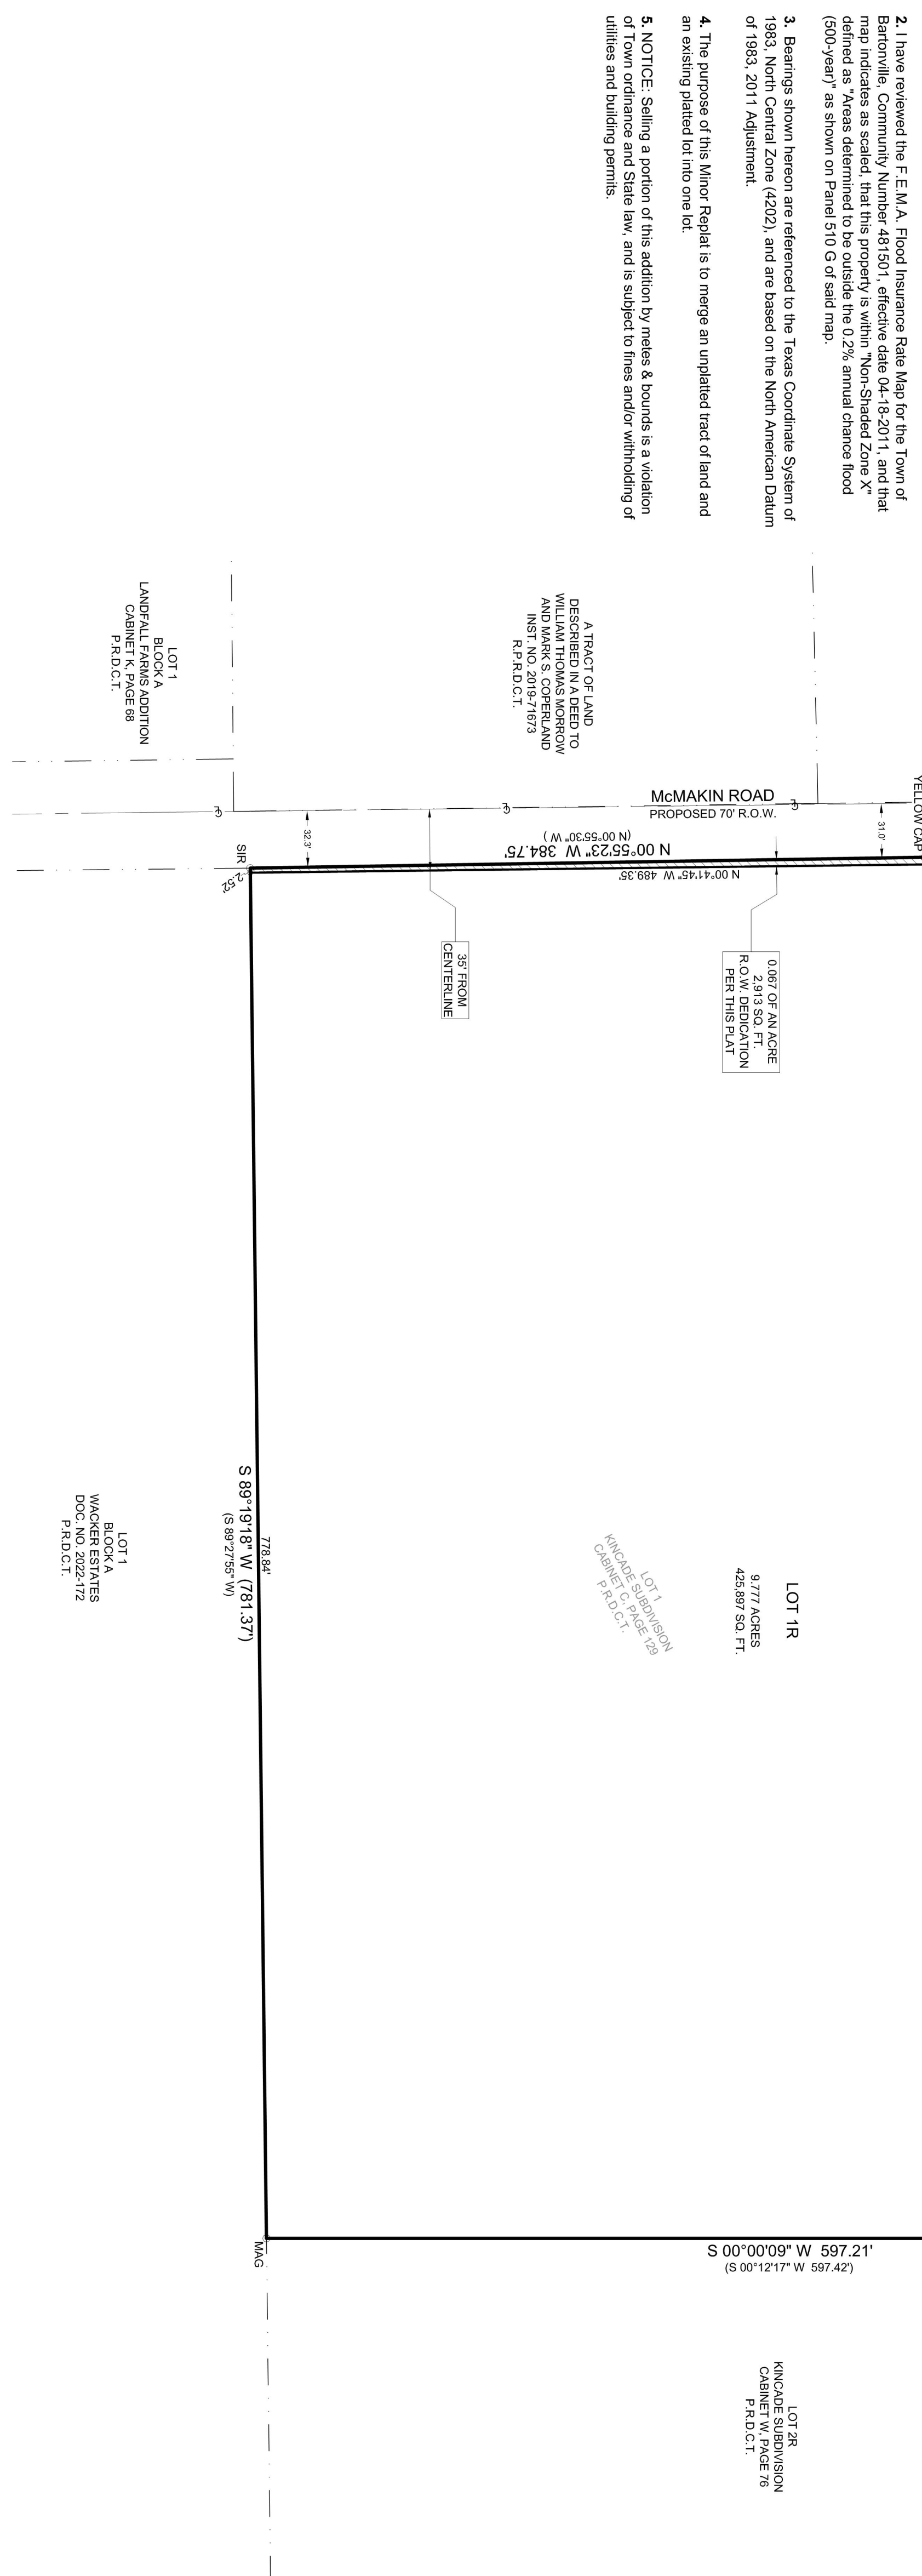 2. I have reviewed the F.E.M.A. Flood Insurance Rate Map for the Town of
Bartonville, Community Number 481501, effective date 04-18-2011, and that
map indicates as scaled, that this property is within "Non-Shaded Zone X"
defined as "Areas determined to be outside the 0.2% annual chance flood
(500-year)" as shown on Panel 510 G of said map.
3. Bearings shown hereon are referenced to the Texas Coordinate System of
1983, North Central Zone (4202), and are based on the North American Datum
of 1983, 2011 Adjustment.
4. The purpose of this Minor Replat is to merge an unplatted tract of land and
an existing platted lot into one lot.
5. NOTICE: Selling a portion of this addition by metes & bounds is a violation
of Town ordinance and State law, and is subject to fines and/or withholding of
utilities and building permits.
A TRACT OF LAND
DESCRIBED IN A DEED TO
WILLIAM THOMAS MORROW
AND MARK S. COPERLAND
INST. NO. 2019-71673
R.P.R.D.C.T.
LOT 1
BLOCK A
LANDFALL FARMS ADDITION
CABINET K, PAGE 68
P.R.D.C.T.
YELLOW CAP
McMAKIN ROAD
PROPOSED 70' R.O.W.
31.0'
32.3'
(N 00°55'30" W )
N 00°55'23" W 384.75'
N 00°41'45" W 489.35'
SIR
2.52'
35' FROM
CENTERLINE
0.067 OF AN ACRE
2,913 SQ. FT.
R.O.W. DEDICATION
PER THIS PLAT
LOT 1R
9.777 ACRES
425,897 SQ. FT.
LOT 1
KINCADE SUBDIVISION
CABINET C, PAGE 129
P.R.D.C.T.
778.84'
S 89°19'18" W (781.37')
(S 89°27'55" W)
LOT 1
BLOCK A
WACKER ESTATES
DOC. NO. 2022-172
P.R.D.C.T.
MAG
S 00°00'09" W 597.21'
(S 00°12'17" W 597.42')
LOT 2R
KINCADE SUBDIVISION
CABINET W, PAGE 76
P.R.D.C.T.